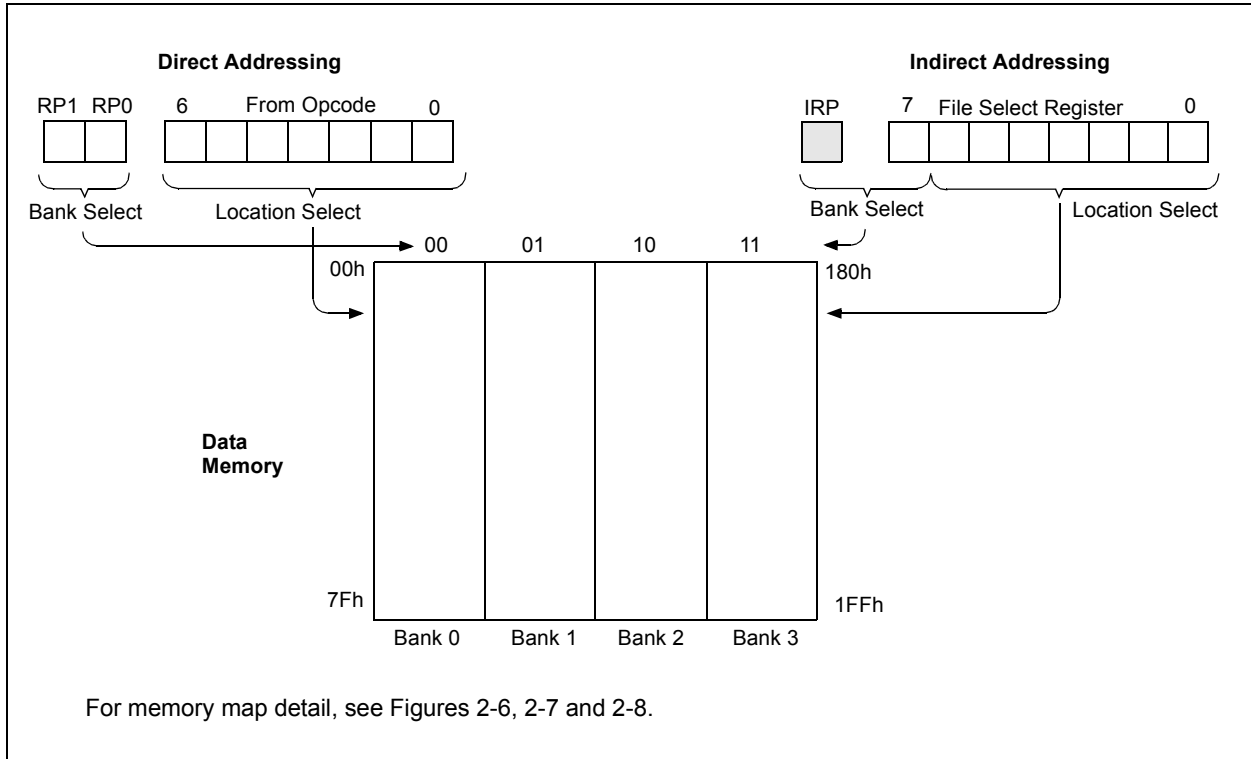 Direct Addressing
Indirect Addressing
RP1 RP0 6 From Opcode 0
IRP 7 File Select Register 0
Bank Select Location Select
Bank Select Location Select
00 01 10 11
00h
180h
Data
Memory
7Fh
1FFh
Bank 0 Bank 1 Bank 2 Bank 3
For memory map detail, see Figures 2-6, 2-7 and 2-8.